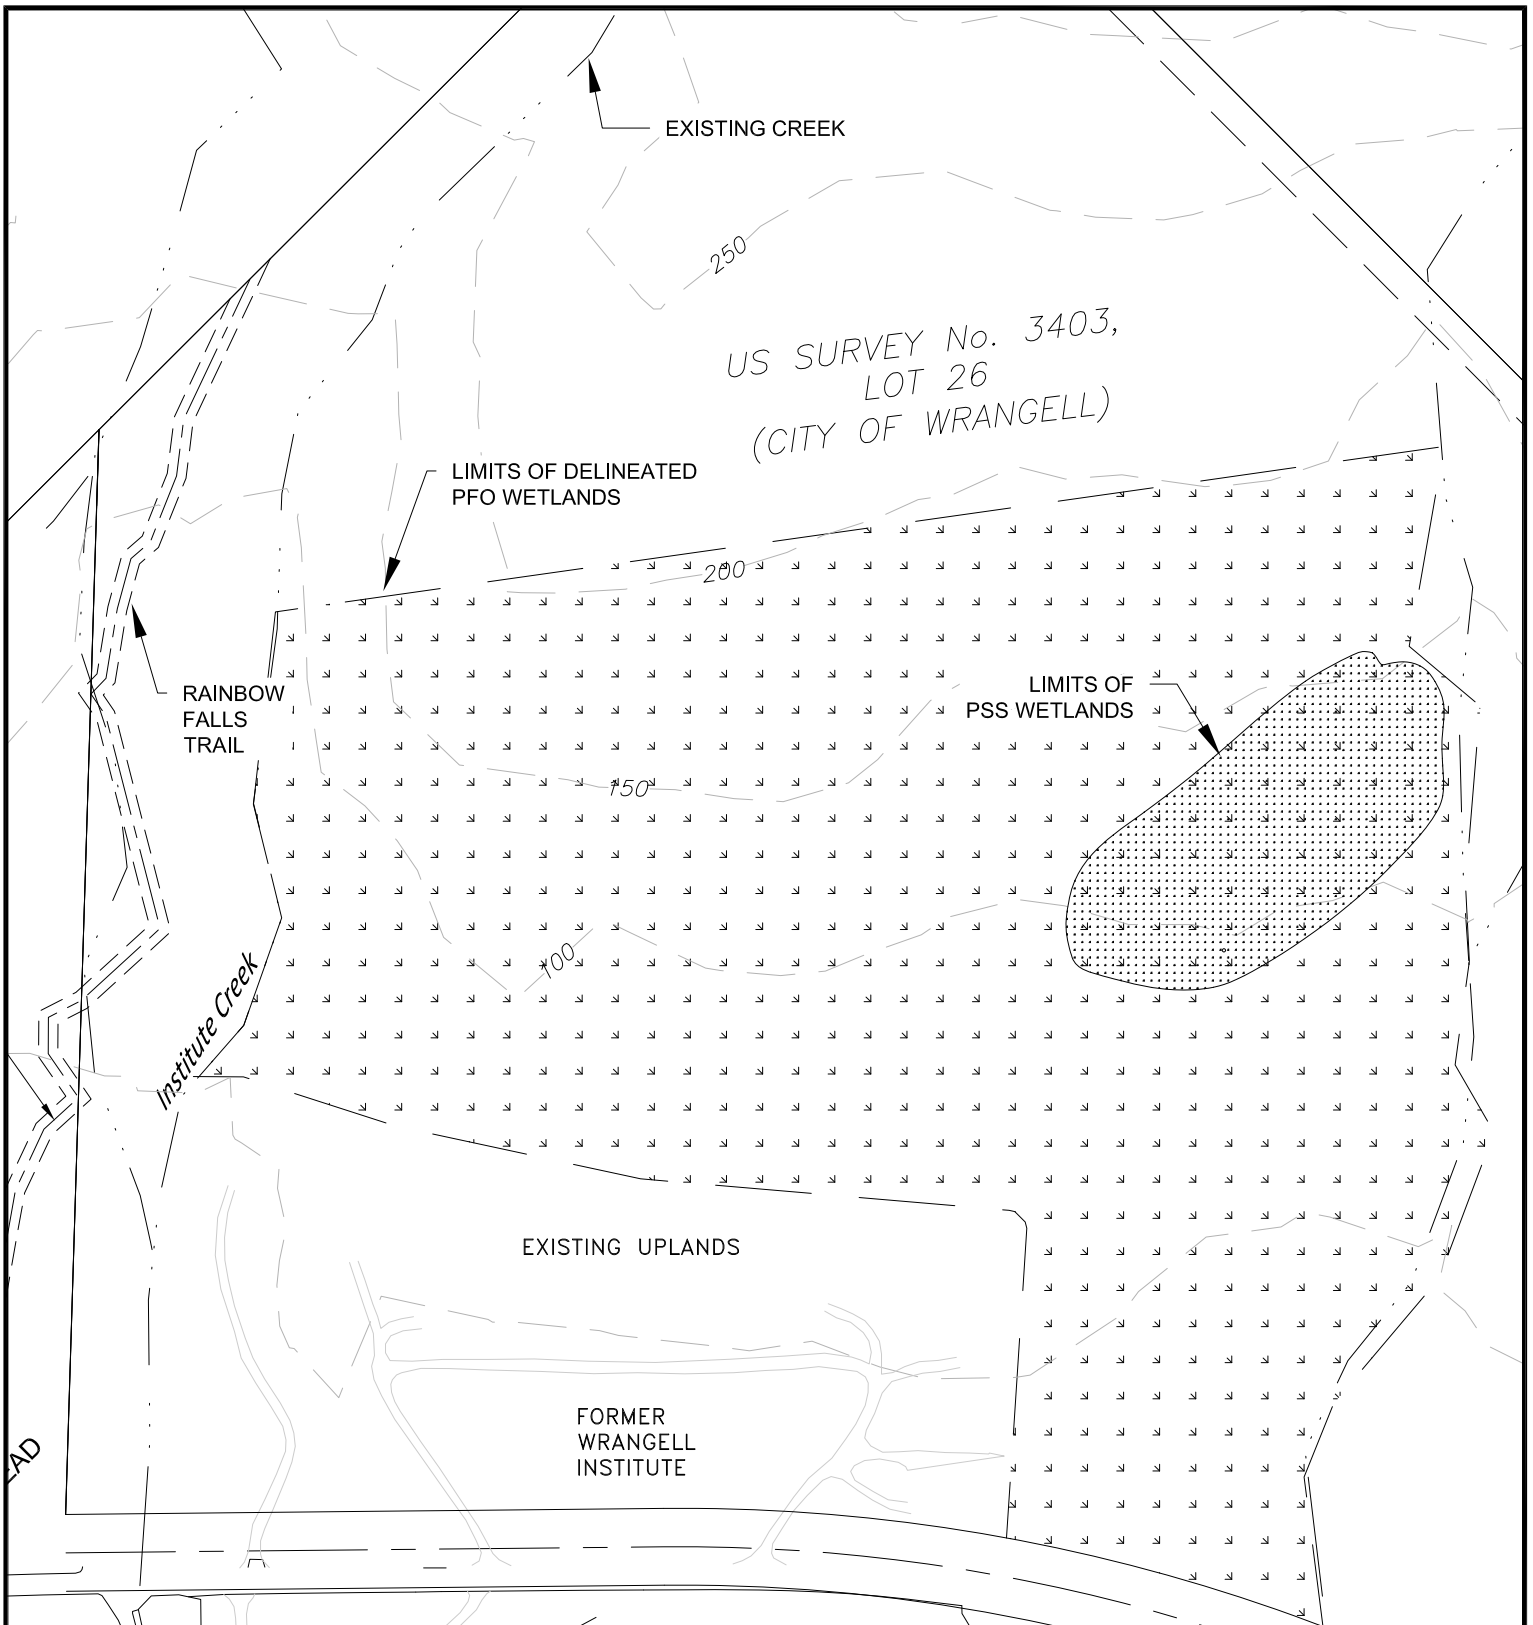 EXISTING CREEK
250
US SURVEY No. 3403,
LOT 26
(CITY OF WRANGELL)
LIMITS OF DELINEATED
PFO WETLANDS
200
RAINBOW
FALLS
TRAIL
LIMITS OF
PSS WETLANDS
150
100
Institute Creek
EXISTING UPLANDS
FORMER
WRANGELL
INSTITUTE